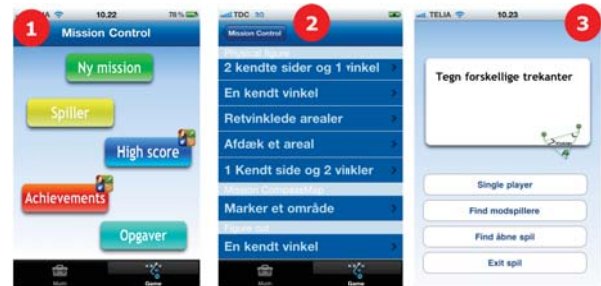 1
10.22
78 %
Mission Control
Ny mission
Spiller
High score
Achievements
Opgaver
Game
2
TDC 3G
Mission Control
Physical figure
2 kendte sider og 1 vinkel
En kendt vinkel
Retvinklede arealer
Afdæk et areal
1 Kendt side og 2 vinkler
Mission CompassMap
Marker et område
Figure out
En kendt vinkel
Game
3
TELIA
10.23
Tegn forskellige trekanter
Single player
Find modspillere
Find åbne spil
Exit spil